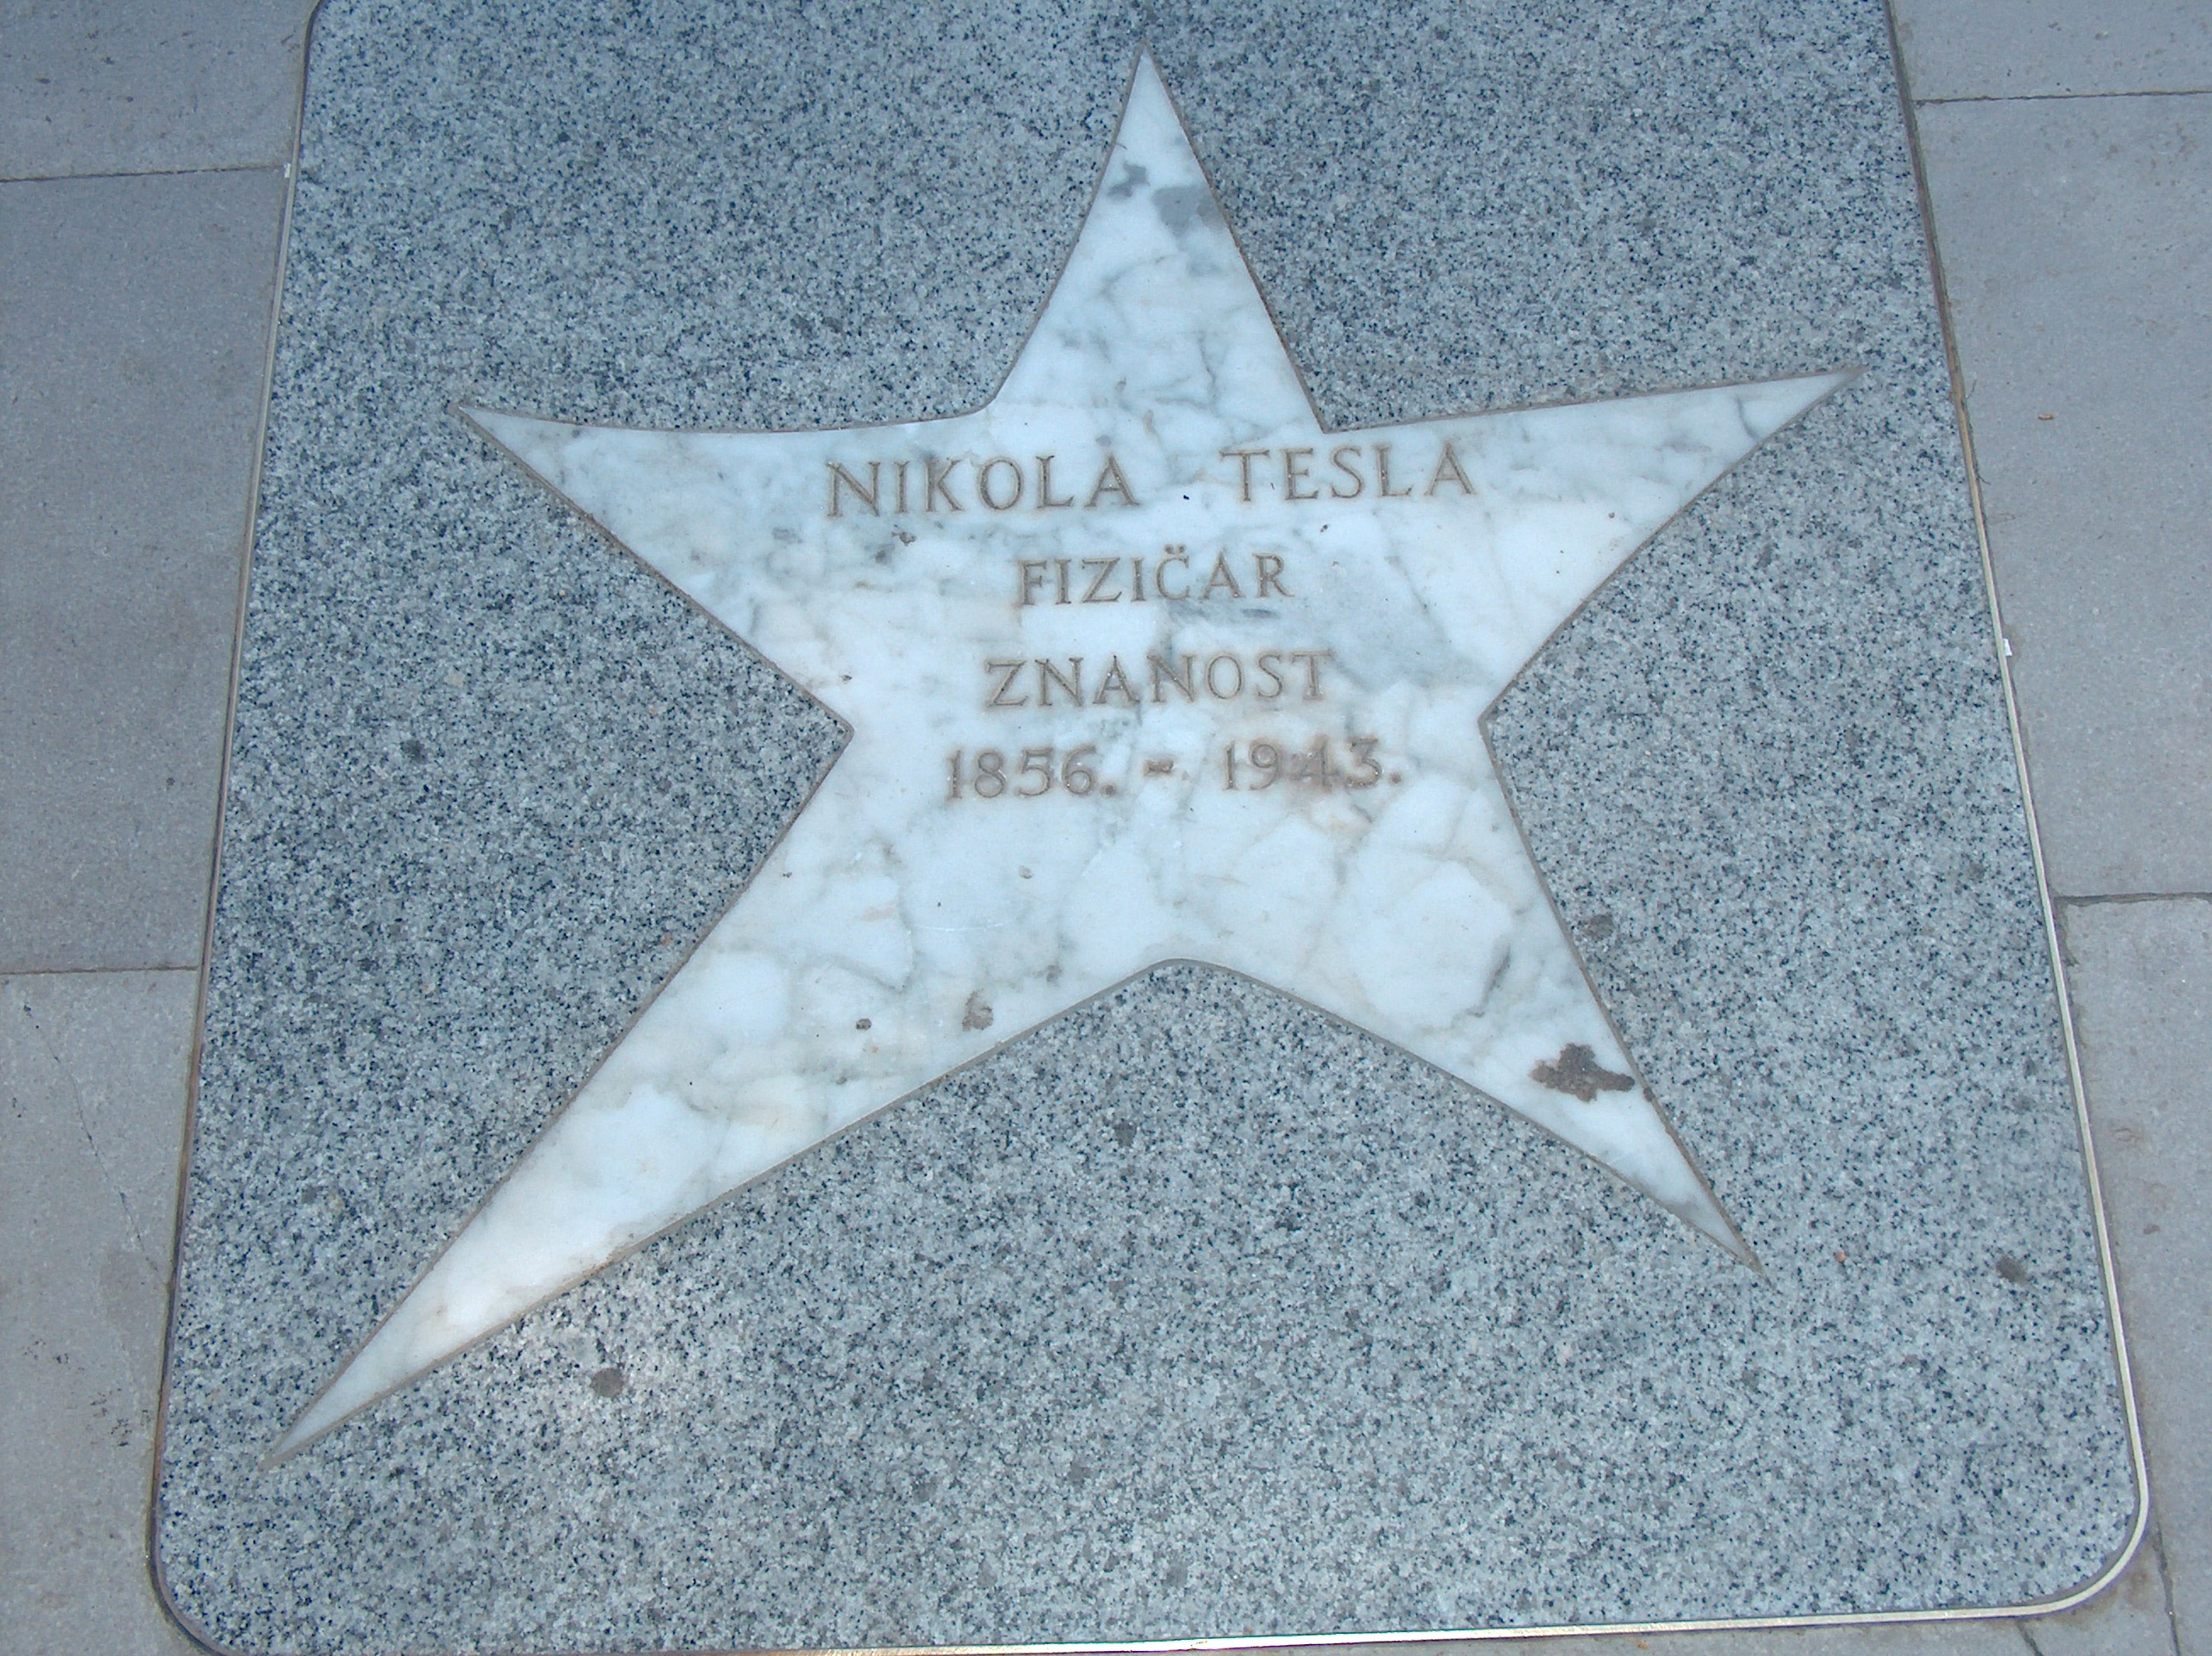 NIKOLA TESLA
FIZIČAR
ZNANOST
1856. - 1943.